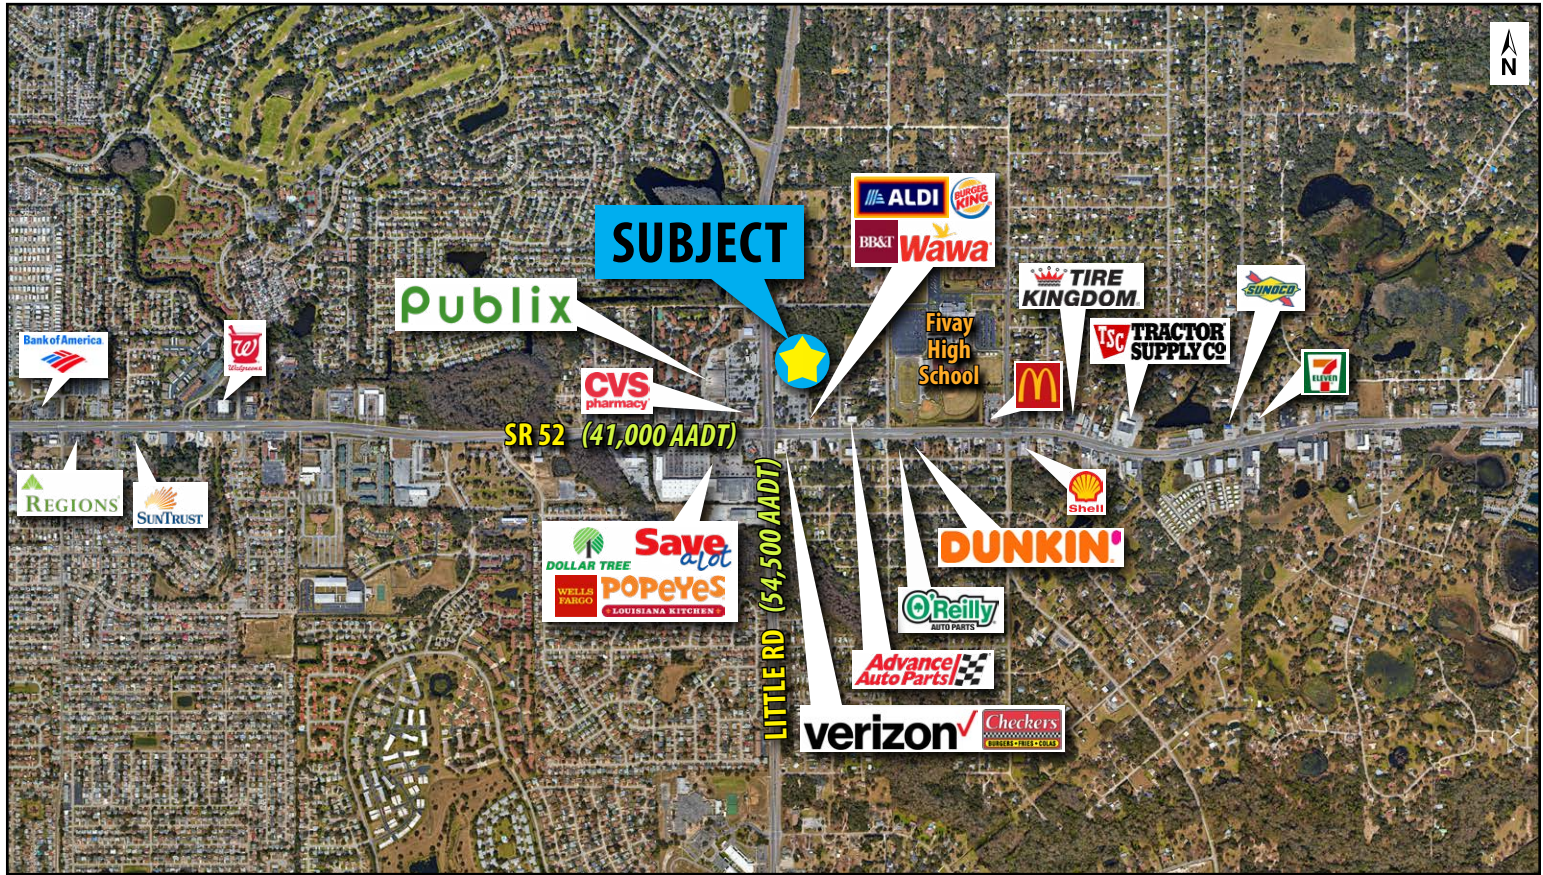 N
ALDI
BURGER
KING
BB&T
Wawa
SUBJECT
Publix
TIRE
KINGDOM
SUNOCO
Fivay
High
School
TSC TRACTOR
SUPPLY CO
Bank of America
W
Walgreens
CVS
pharmacy
M
7
ELEVEN
SR 52 (41,000 AADT)
REGIONS
SUNTRUST
LITTLE RD (54,500 AADT)
Shell
DOLLAR TREE
Save
a lot
WELLS
FARGO
POPEYES
LOUISIANA KITCHEN
DUNKIN'
O'Reilly
AUTO PARTS
Advance
Auto Parts
verizon
Checkers
BURGERS • FRIES • COLAS